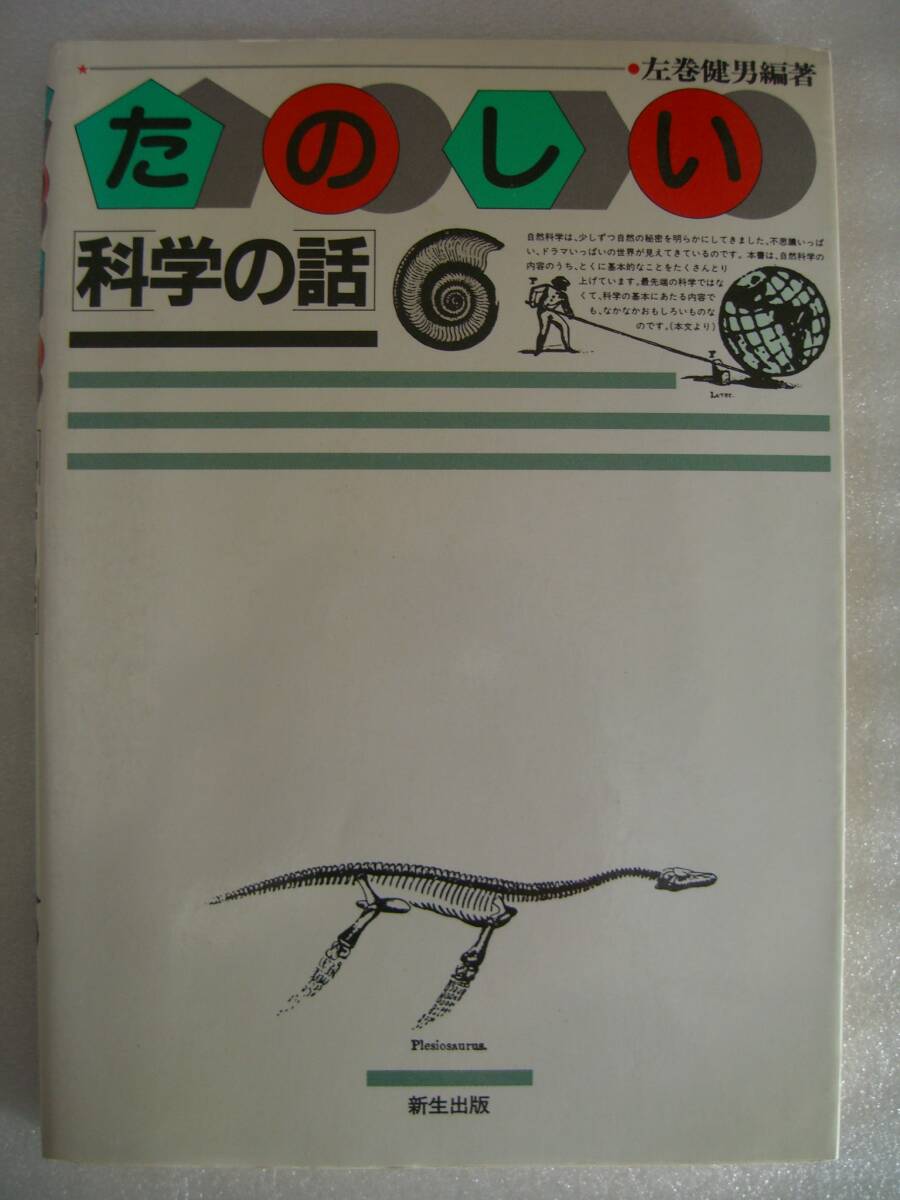 左巻健男編著
たのしい
科学の話
自然科学は、少しずつ自然の秘密を明らかにしてきました。不思議いっぱ
い、ドラマいっぱいの世界が見えてきているのです。本書は、自然科学の
内容のうち、とくに基本的なことをたくさんとり
上げています。最先端の科学ではな
くて、科学の基本にあたる内容で
も、なかなかおもしろいものな
のです。(本文より)
P
F
Lever.
Plesiosaurus.
新生出版